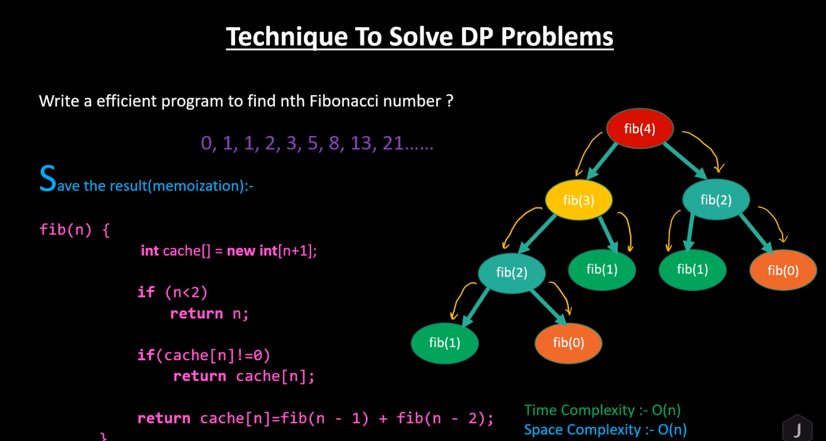 Technique To Solve DP Problems
Write a efficient program to find nth Fibonacci number ?
0, 1, 1, 2, 3, 5, 8, 13, 21......
Save the result(memoization):-
fib(n) {
int cache[] = new int[n+1];
if (n<2)
return n;
if(cache[n]!=0)
return cache[n];
return cache[n]=fib(n - 1) + fib(n - 2);
}
fib(4)
fib(3)
fib(2)
fib(2)
fib(1)
fib(1)
fib(0)
fib(1)
fib(0)
Time Complexity :- O(n)
Space Complexity :- O(n)
J